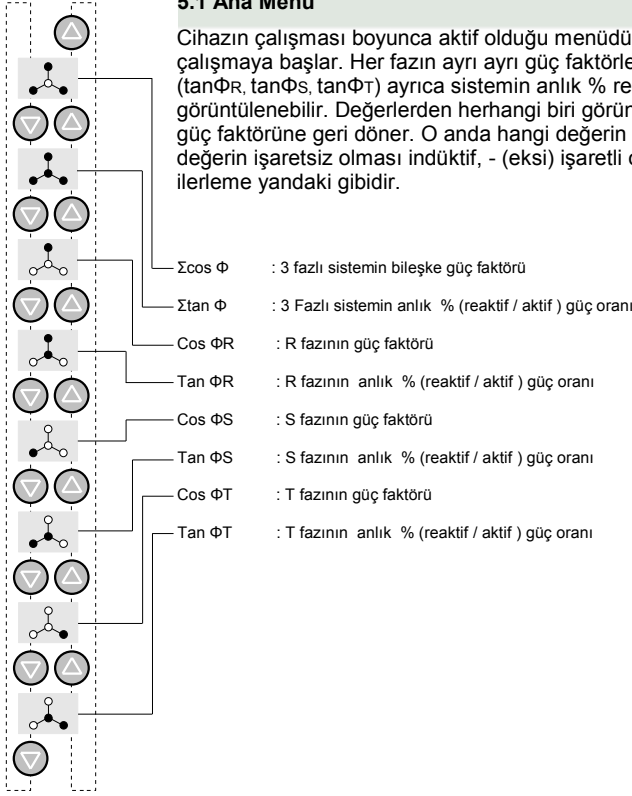 5.1 Ana Menü
Cihazın çalışması boyunca aktif olduğu menüdü
çalışmaya başlar. Her fazın ayrı ayrı güç faktörle
(tanΦR, tanΦS, tanΦT) ayrıca sistemin anlık % re
görüntülenebilir. Değerlerden herhangi biri görün
güç faktörüne geri döner. O anda hangi değerin
değerin işaretsiz olması indüktif, - (eksi) işaretli o
ilerleme yandaki gibidir.
Σcos Φ : 3 fazlı sistemin bileşke güç faktörü
Σtan Φ : 3 Fazlı sistemin anlık % (reaktif / aktif ) güç oranı
Cos ΦR : R fazının güç faktörü
Tan ΦR : R fazının anlık % (reaktif / aktif ) güç oranı
Cos ΦS : S fazının güç faktörü
Tan ΦS : S fazının anlık % (reaktif / aktif ) güç oranı
Cos ΦT : T fazının güç faktörü
Tan ΦT : T fazının anlık % (reaktif / aktif ) güç oranı